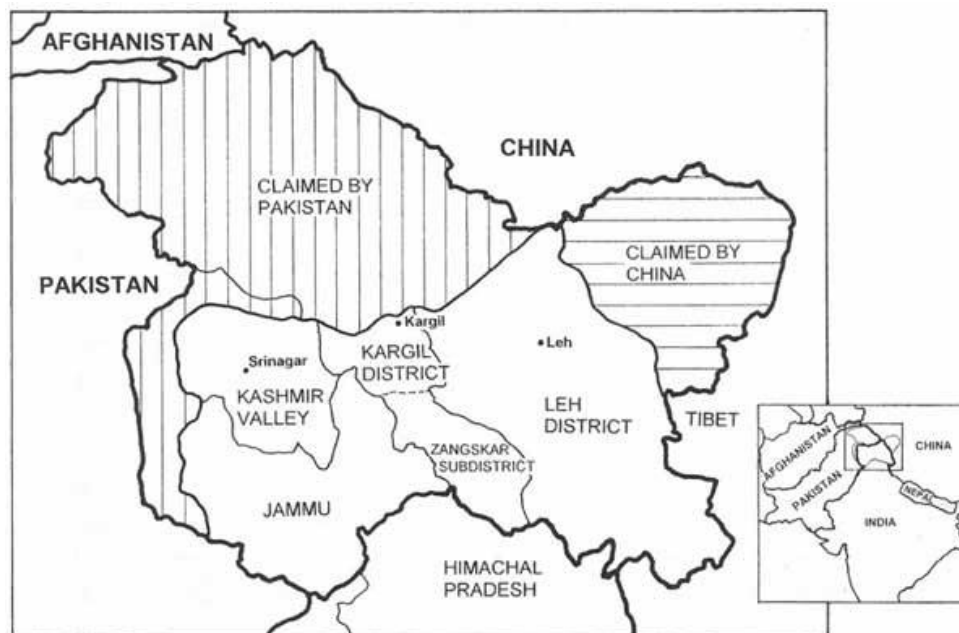 AFGHANISTAN
CHINA
CLAIMED BY
PAKISTAN
CLAIMED BY
CHINA
PAKISTAN
Kargil
Srinagar
KARGIL
DISTRICT
Leh
KASHMIR
VALLEY
LEH
DISTRICT
TIBET
ZANGSKAR
SUBDISTRICT
JAMMU
HIMACHAL
PRADESH
AFGHANISTAN
CHINA
PAKISTAN
NEPAL
INDIA